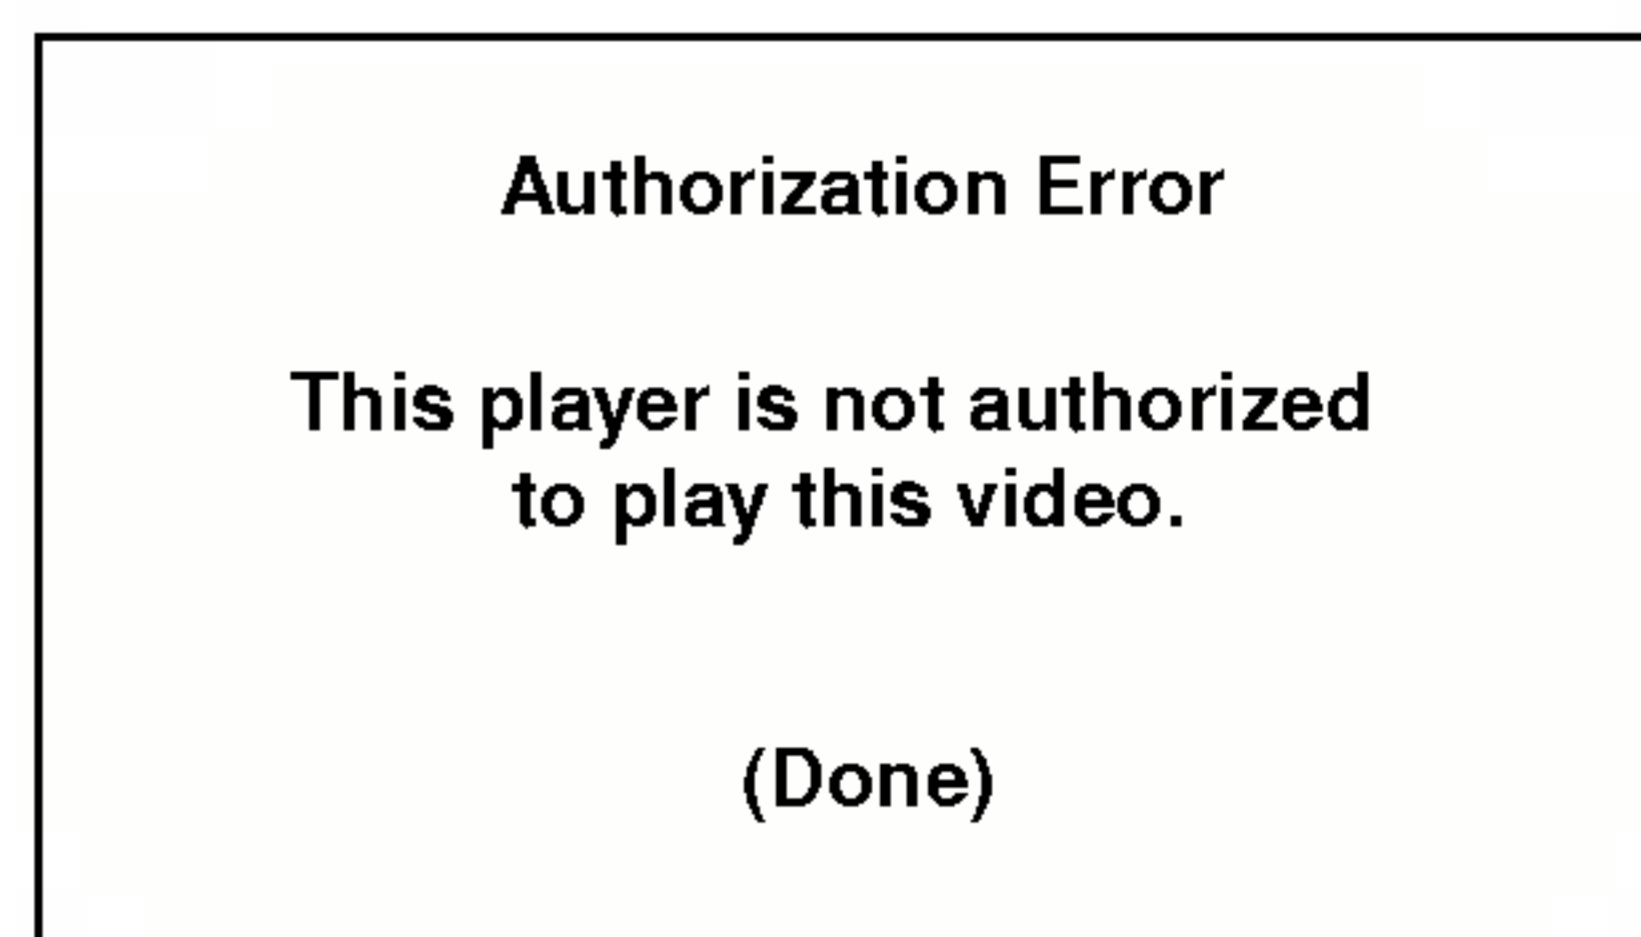 Authorization Error
This player is not authorized
to play this video.
(Done)